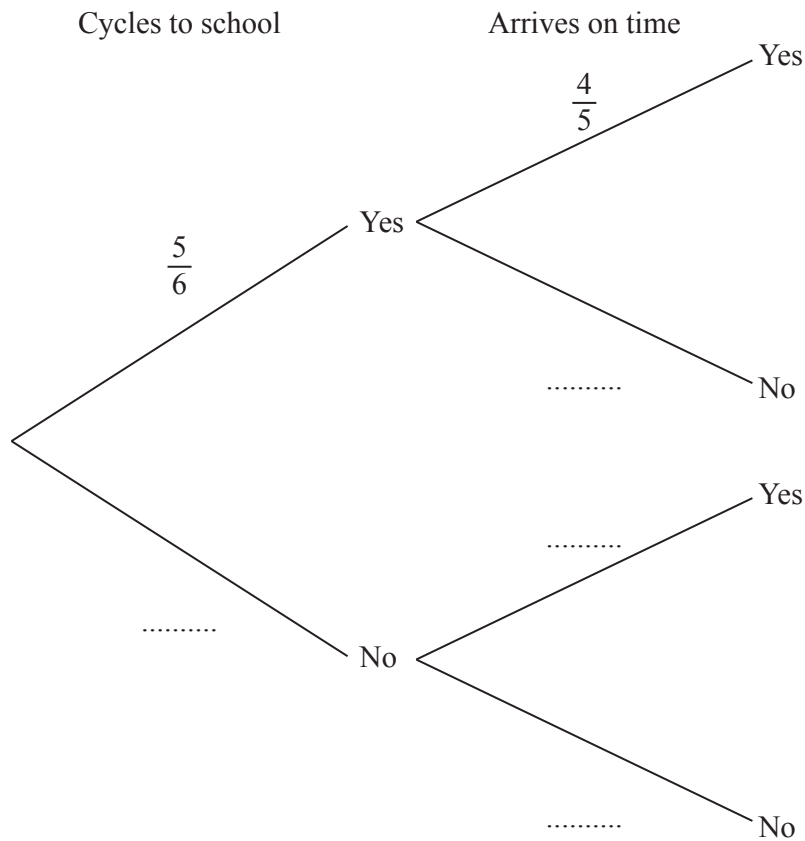 Cycles to school
Arrives on time
Yes
4/5
Yes
5/6
..........
No
Yes
..........
..........
No
..........
No